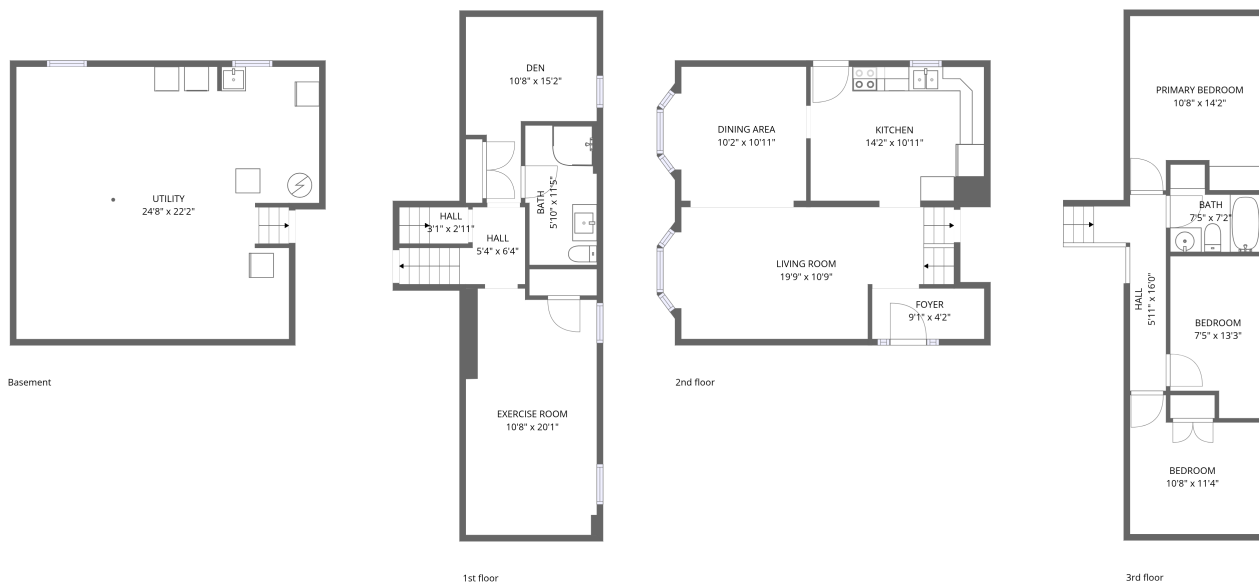 UTILITY
24'8" x 22'2"
Basement
DEN
10'8" x 15'2"
BATH
5'10" x 11'5"
HALL
3'1" x 2'11"
HALL
5'4" x 6'4"
EXERCISE ROOM
10'8" x 20'1"
1st floor
DINING AREA
10'2" x 10'11"
KITCHEN
14'2" x 10'11"
LIVING ROOM
19'9" x 10'9"
FOYER
9'1" x 4'2"
2nd floor
PRIMARY BEDROOM
10'8" x 14'2"
BATH
7'5" x 7'2"
HALL
5'11" x 16'0"
BEDROOM
7'5" x 13'3"
BEDROOM
10'8" x 11'4"
3rd floor